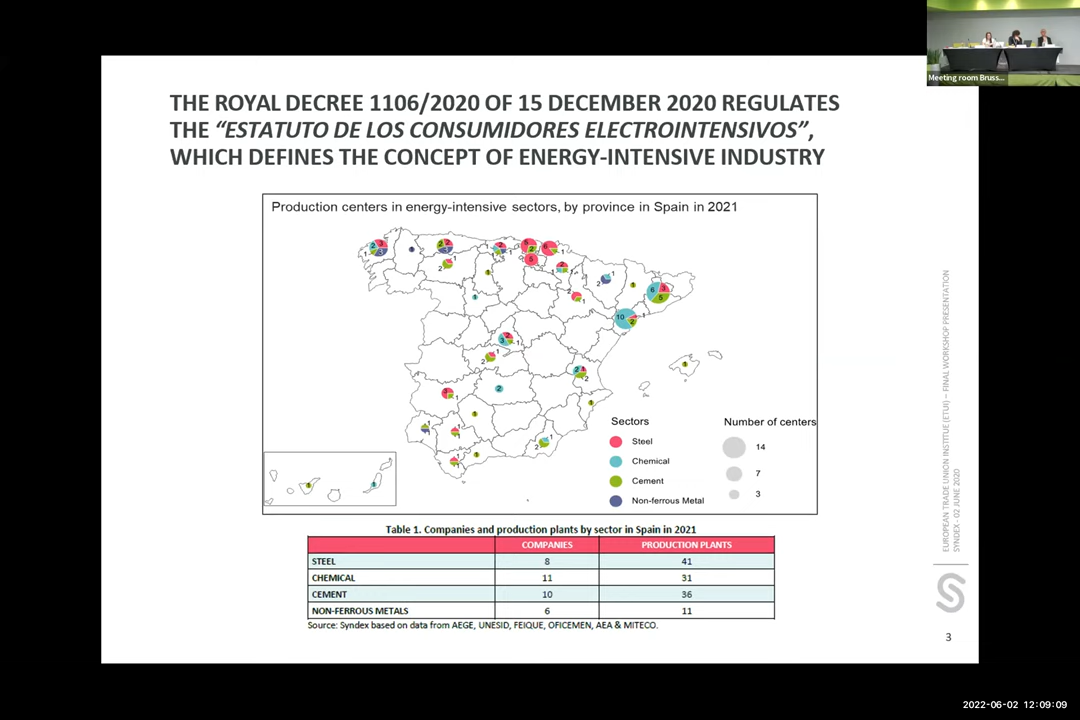 Meeting room Bruss...
THE ROYAL DECREE 1106/2020 OF 15 DECEMBER 2020 REGULATES
THE “ESTATUTO DE LOS CONSUMIDORES ELECTROINTENSIVOS”,
WHICH DEFINES THE CONCEPT OF ENERGY-INTENSIVE INDUSTRY
Production centers in energy-intensive sectors, by province in Spain in 2021
Sectors
Steel
Chemical
Cement
Non-ferrous Metal
Number of centers
14
7
3
Table 1. Companies and production plants by sector in Spain in 2021
COMPANIES PRODUCTION PLANTS
STEEL 8 41
CHEMICAL 11 31
CEMENT 10 36
NON-FERROUS METALS 6 11
Source: Syndex based on data from AEGE, UNESID, FEIQUE, OFICEMEN, AEA & MITECO.
EUROPEAN TRADE UNION INSTITUE (ETUI) – FINAL WORKSHOP PRESENTATION
SYNDEX - 02 JUNE 2020
3
2022-06-02 12:09:09